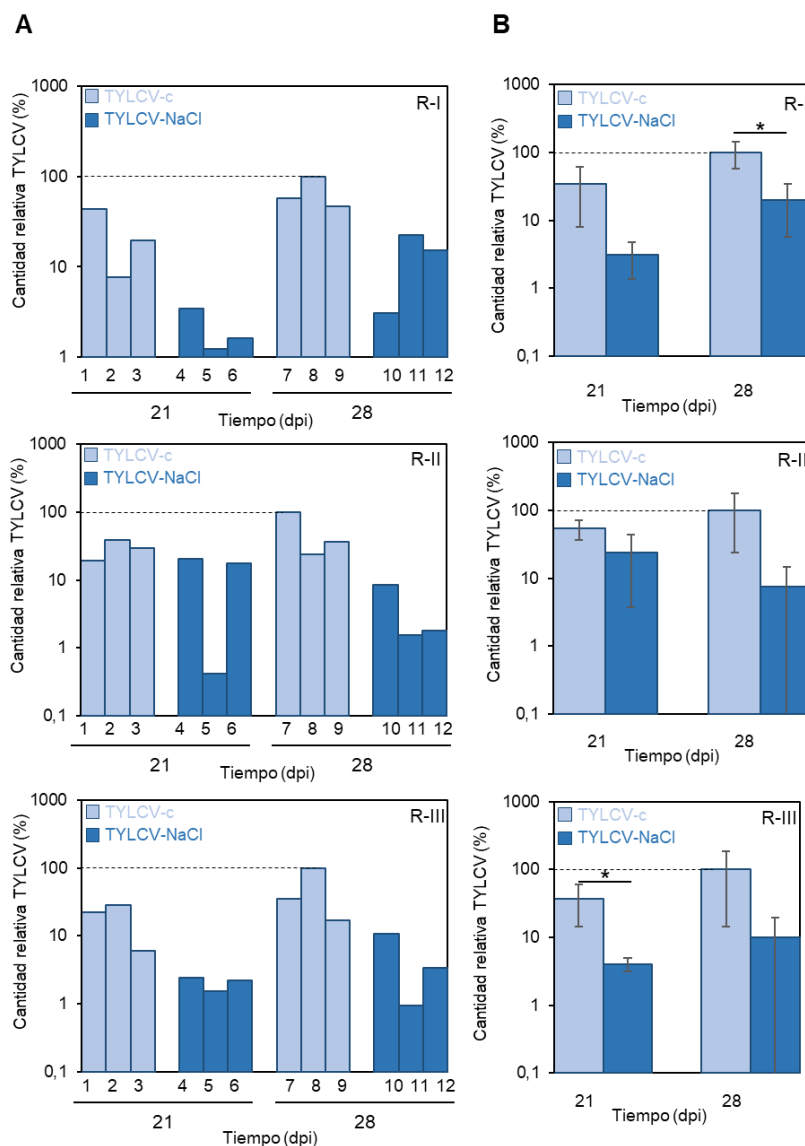 A
B
Cantidad relativa TYLCV (%)
1000
100
10
1
TYLCV-c
TYLCV-NaCl
R-I
1 2 3 4 5 6 7 8 9 10 11 12
21 28
Tiempo (dpi)
Cantidad relativa TYLCV (%)
1000
100
10
1
0,1
TYLCV-c
TYLCV-NaCl
R-
*
21 28
Tiempo (dpi)
Cantidad relativa TYLCV (%)
1000
100
10
1
0,1
TYLCV-c
TYLCV-NaCl
R-II
1 2 3 4 5 6 7 8 9 10 11 12
21 28
Tiempo (dpi)
Cantidad relativa TYLCV (%)
1000
100
10
1
0,1
TYLCV-c
TYLCV-NaCl
R-II
21 28
Tiempo (dpi)
Cantidad relativa TYLCV (%)
1000
100
10
1
0,1
TYLCV-c
TYLCV-NaCl
R-III
1 2 3 4 5 6 7 8 9 10 11 12
21 28
Tiempo (dpi)
Cantidad relativa TYLCV (%)
1000
100
10
1
0,1
TYLCV-c
TYLCV-NaCl
R-III
*
21 28
Tiempo (dpi)